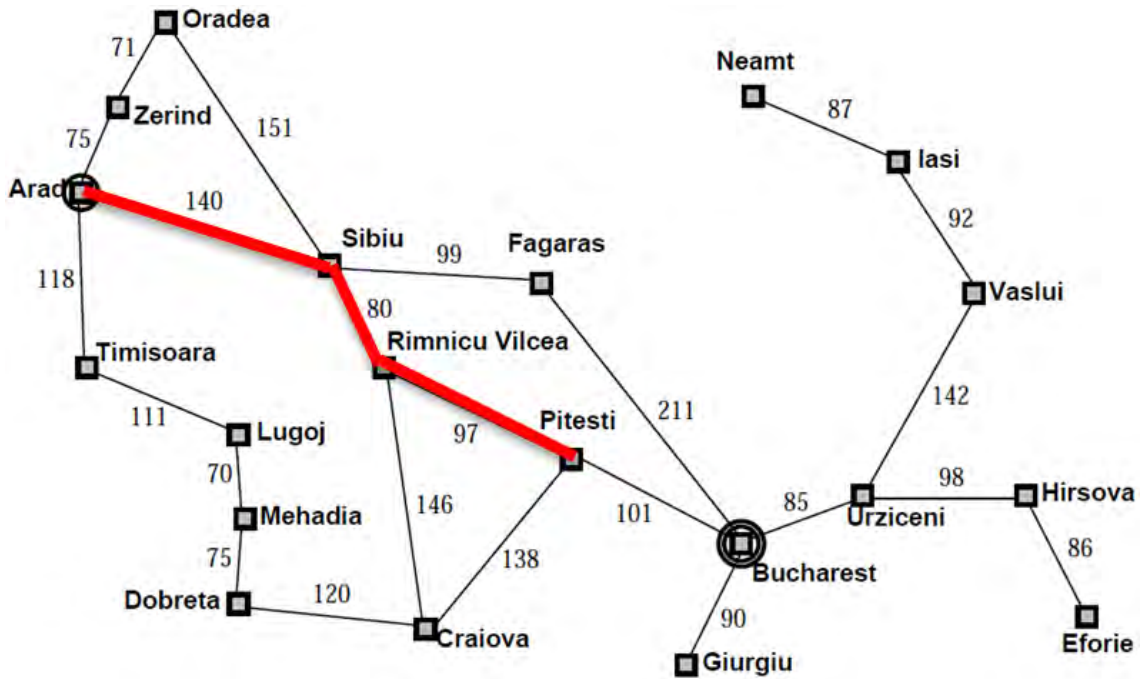 Oradea
71
Neamt
87
Zerind
151
75
Iasi
Arad
140
92
Sibiu
99
Fagaras
118
80
Vaslui
Rimnicu Vilcea
Timisoara
142
111
Pitesti
211
Lugoj
97
70
98
Hirsova
85
Mehadia
146
101
Urziceni
86
75
138
Bucharest
Dobreta
120
90
Craiova
Eforie
Giurgiu